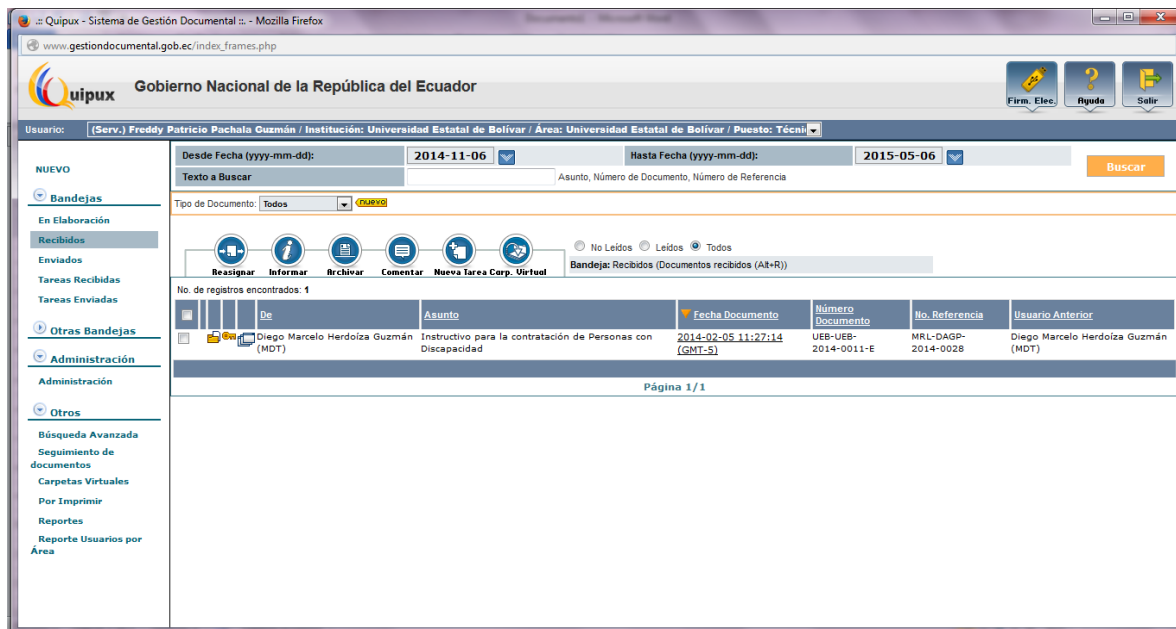 .:: Quipux - Sistema de Gestión Documental ::. - Mozilla Firefox
www.gestiondocumental.gob.ec/index_frames.php
Quipux
Gobierno Nacional de la República del Ecuador
Firm. Elec. Ayuda Salir
Usuario: (Serv.) Freddy Patricio Pachala Guzmán / Institución: Universidad Estatal de Bolívar / Área: Universidad Estatal de Bolívar / Puesto: Técni
NUEVO
Bandejas
En Elaboración
Recibidos
Enviados
Tareas Recibidas
Tareas Enviadas
Otras Bandejas
Administración
Administración
Otros
Búsqueda Avanzada
Seguimiento de
documentos
Carpetas Virtuales
Por Imprimir
Reportes
Reporte Usuarios por
Área
Desde Fecha (yyyy-mm-dd): 2014-11-06 Hasta Fecha (yyyy-mm-dd): 2015-05-06
Buscar
Texto a Buscar Asunto, Número de Documento, Número de Referencia
Tipo de Documento: Todos nuevo
No Leídos Leídos Todos
Bandeja: Recibidos (Documentos recibidos (Alt+R))
Reasignar Informar Archivar Comentar Nueva Tarea Carp. Virtual
No. de registros encontrados: 1
De Asunto Fecha Documento Número Documento No. Referencia Usuario Anterior
Diego Marcelo Herdoíza Guzmán Instructivo para la contratación de Personas con 2014-02-05 11:27:14 UEB-UEB- MRL-DAGP- Diego Marcelo Herdoíza Guzmán
(MDT) Discapacidad (GMT-5) 2014-0011-E 2014-0028 (MDT)
Página 1/1